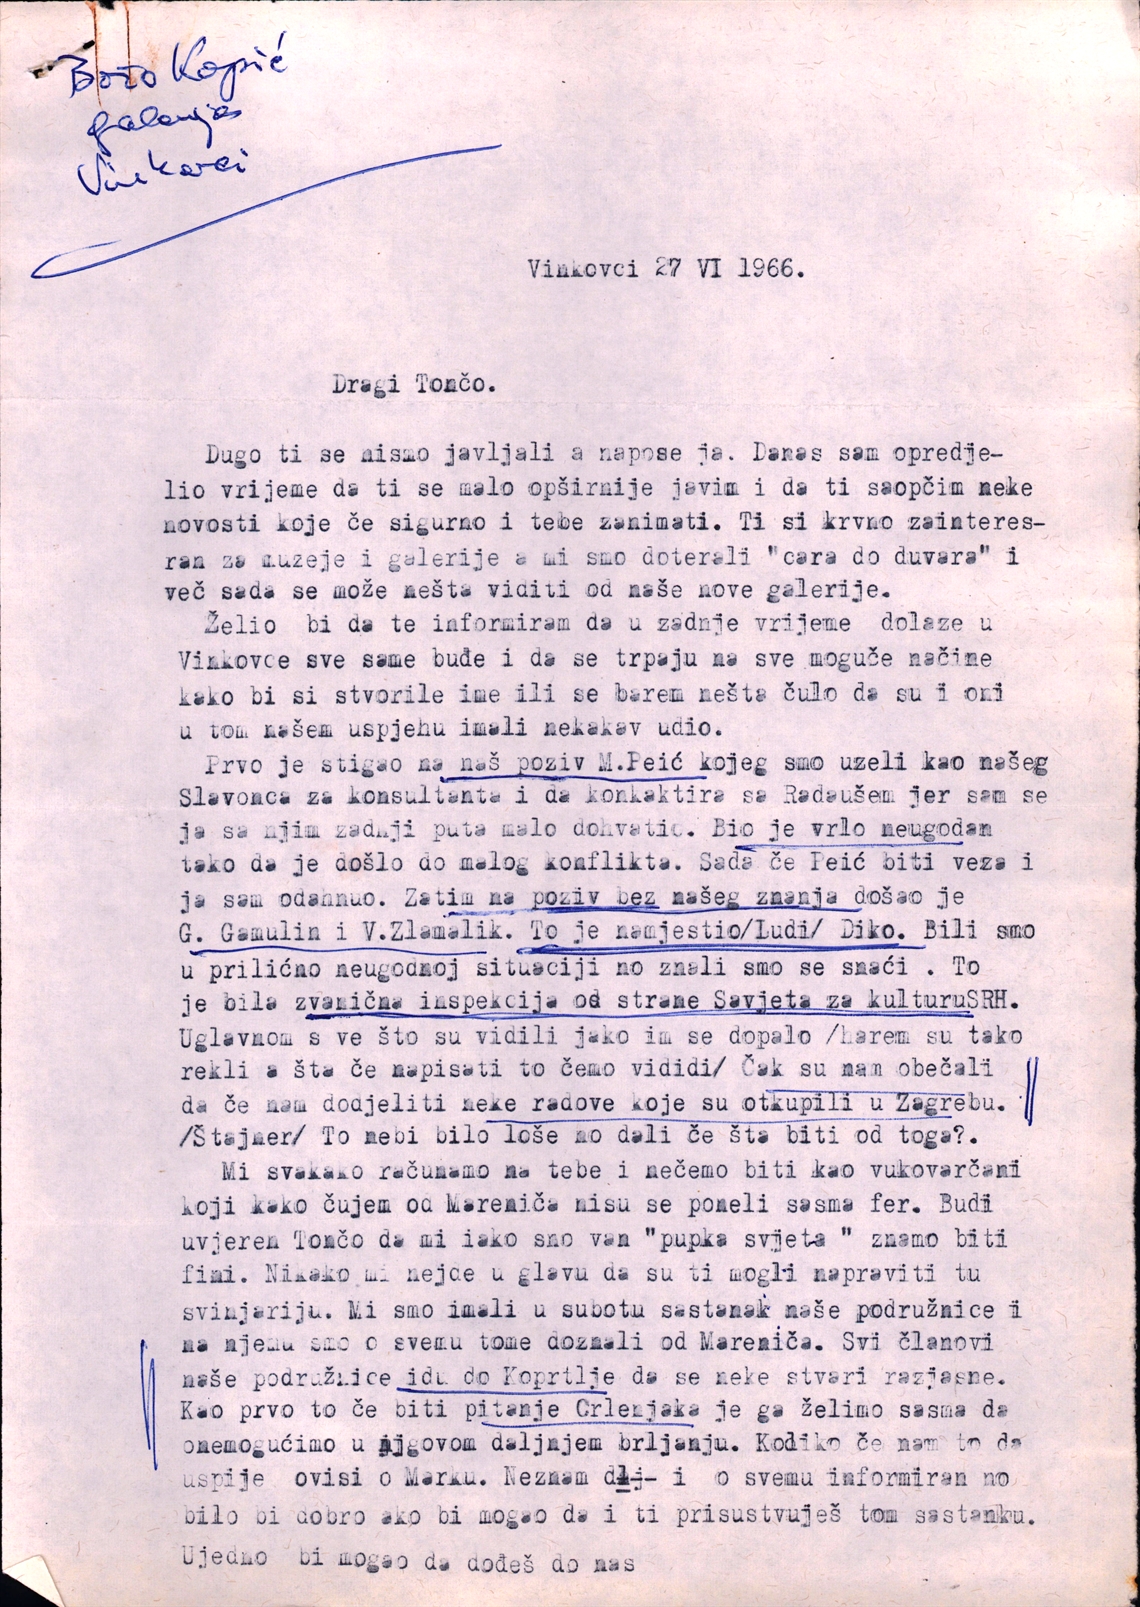 Božo Kopić
galerija
Vinkovci
Vinkovci 27 VI 1966.
Dragi Tončo.
Dugo ti se nismo javljali a napose ja. Danas sam opredje-
lio vrijeme da ti se malo opširnije javim i da ti saopčim neke
novosti koje če sigurno i tebe zanimati. Ti si krvno zainteres-
ran za muzeje i galerije a mi smo doterali "cara do duvara" i
več sada se može nešta viditi od naše nove galerije.
Želio bi da te informiram da u zadnje vrijeme dolaze u
Vinkovce sve same buđe i da se trpaju na sve moguče načine
kako bi si stvorile ime ili se barem nešta čulo da su i oni
u tom našem uspjehu imali nekakav udio.
Prvo je stigao na naš poziv M.Peić kojeg smo uzeli kao našeg
Slavonca za konsultanta i da konkaktira sa Radaušem jer sam se
ja sa njim zadnji puta malo dohvatio. Bio je vrlo neugodan
tako da je došlo do malog konflikta. Sada če Peić biti veza i
ja sam odahnuo. Zatim na poziv bez našeg znanja došao je
G. Gamulin i V.Zlamalik. To je namjestio/Ludi/ Diko. Bili smo
u prilićno neugodnoj situaciji no znali smo se snaći . To
je bila zvanična inspekcija od strane Savjeta za kulturuSRH.
Uglavnom s ve što su vidili jako im se dopalo /harem su tako
rekli a šta če napisati to čemo vididi/ Čak su nam obečali
da če nam dodjeliti neke radove koje su otkupili u Zagrebu.
/Štajner/ To nebi bilo loše no dali če šta biti od toga?.
Mi svakako računamo na tebe i nečemo biti kao vukovarčani
koji kako čujem od Mareniča nisu se poneli sasma fer. Budi
uvjeren Tončo da mi iako smo van "pupka svjeta " znamo biti
fini. Nikako mi nejde u glavu da su ti mogli napraviti tu
svinjariju. Mi smo imali u subotu sastanak naše podružnice i
na njemu smo o svemu tome doznali od Mareniča. Svi članovi
naše podružnice idu do Koprtlje da se neke stvari razjasne.
Kao prvo to če biti pitanje Crlenjaka je ga želimo sasma da
onemogućimo u njgovom daljnjem brljanju. Kodiko če nam to da
uspije ovisi o Marku. Neznam dlj- i o svemu informiran no
bilo bi dobro ako bi mogao da i ti prisustvuješ tom sastanku.
Ujedno bi mogao da dođeš do nas